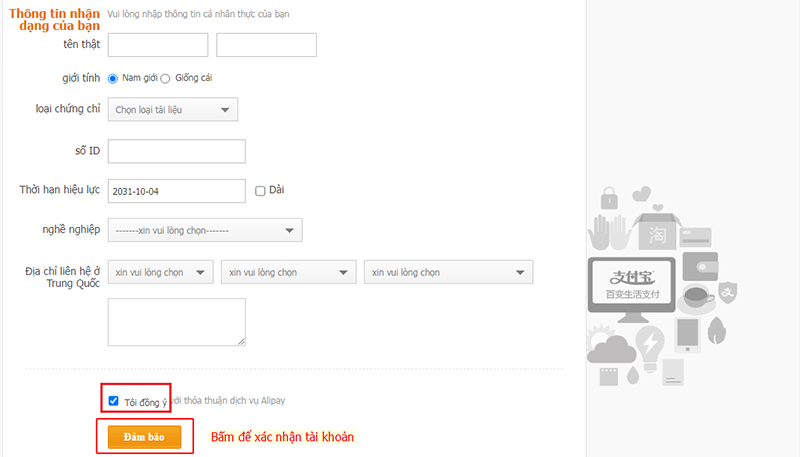 Thông tin nhận
dạng của bạn
Vui lòng nhập thông tin cá nhân thực của bạn
tên thật
giới tính
Nam giới
Giống cái
loại chứng chỉ
Chọn loại tài liệu
số ID
Thời hạn hiệu lực
2031-10-04
Dài
nghề nghiệp
-------xin vui lòng chọn-------
Địa chỉ liên hệ ở
Trung Quốc
xin vui lòng chọn
xin vui lòng chọn
xin vui lòng chọn
淘
支付宝
百变生活支付
支
Tôi đồng ý với thỏa thuận dịch vụ Alipay
Đảm bảo
Bấm để xác nhận tài khoản